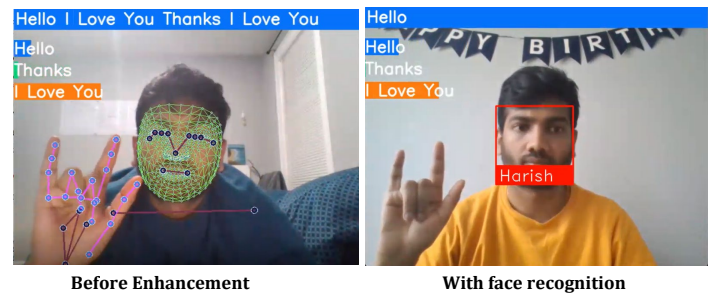 Hello I Love You Thanks I Love You
Hello
Thanks
I Love You
Before Enhancement
Hello
PPY BIRT
Hello
Thanks
I Love You
Harish
With face recognition